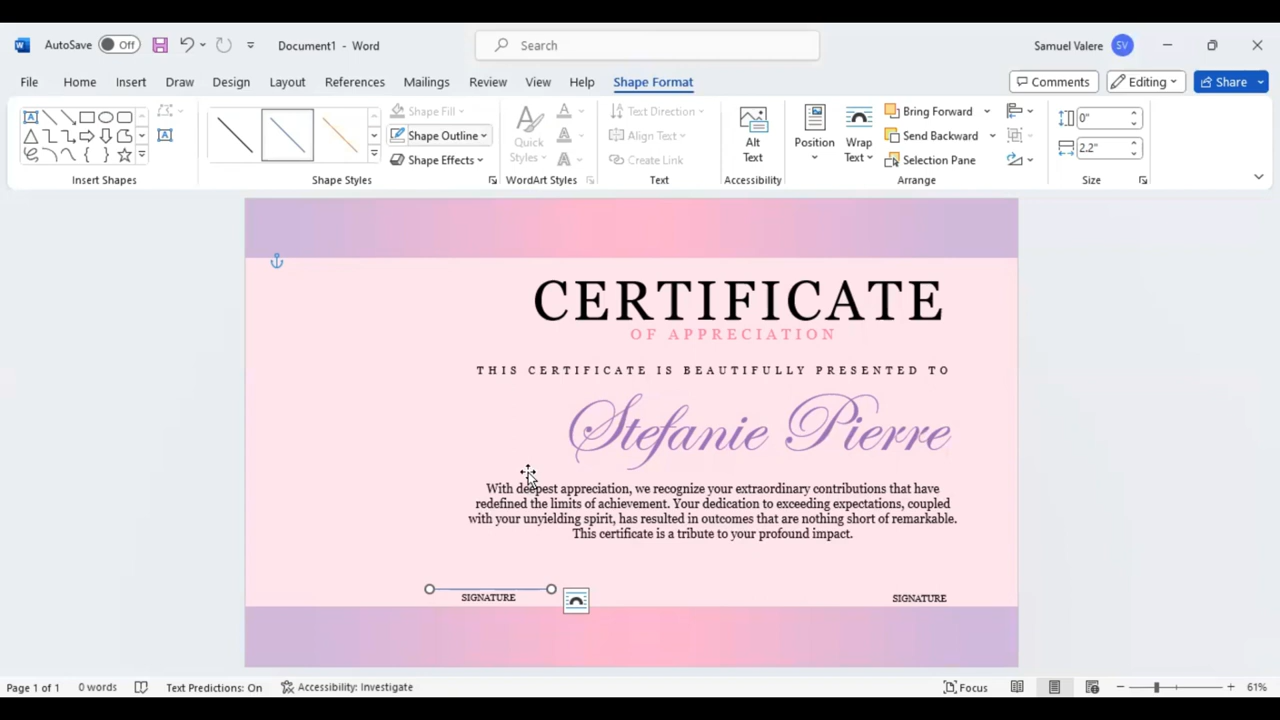 AutoSave Off Document1 - Word Search Samuel Valere SV
File Home Insert Draw Design Layout References Mailings Review View Help Shape Format Comments Editing Share
Shape Fill
Shape Outline
Shape Effects
Insert Shapes
Shape Styles
Quick
Styles
WordArt Styles
Text Direction
Align Text
Create Link
Text
Alt
Text
Accessibility
Position
Wrap
Text
Bring Forward
Send Backward
Selection Pane
Arrange
0"
2.2"
Size
CERTIFICATE
OF APPRECIATION
THIS CERTIFICATE IS BEAUTIFULLY PRESENTED TO
Stefanie Pierre
With deepest appreciation, we recognize your extraordinary contributions that have
redefined the limits of achievement. Your dedication to exceeding expectations, coupled
with your unyielding spirit, has resulted in outcomes that are nothing short of remarkable.
This certificate is a tribute to your profound impact.
SIGNATURE SIGNATURE
Page 1 of 1 0 words Text Predictions: On Accessibility: Investigate Focus 61%